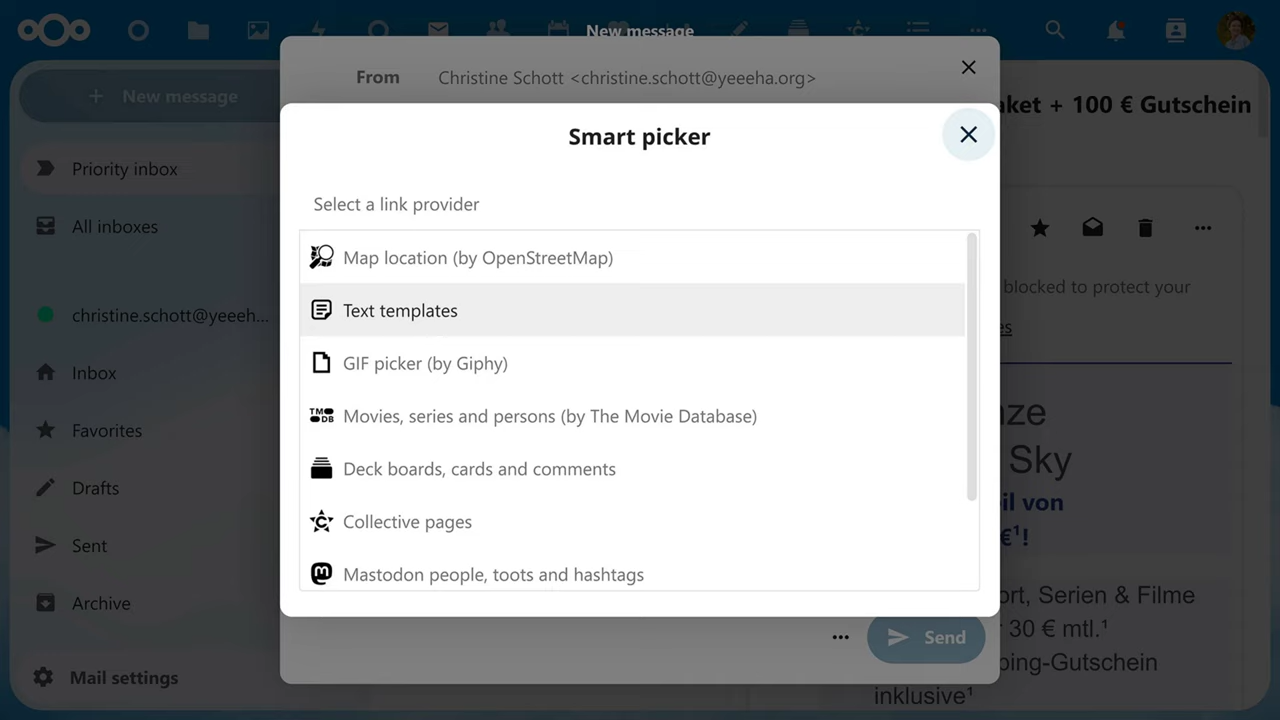 New message
From Christine Schott <christine.schott@yeeeha.org>
New message
aket + 100 € Gutschein
Smart picker
Priority inbox
Select a link provider
All inboxes
Map location (by OpenStreetMap)
blocked to protect your
christine.schott@yeeeh...
Text templates
es
Inbox
GIF picker (by Giphy)
nze
Favorites
Movies, series and persons (by The Movie Database)
TMDB
Sky
Drafts
Deck boards, cards and comments
il von
Sent
Collective pages
€¹!
Archive
Mastodon people, toots and hashtags
ort, Serien & Filme
30 € mtl.¹
Send
ping-Gutschein
Mail settings
inklusive¹